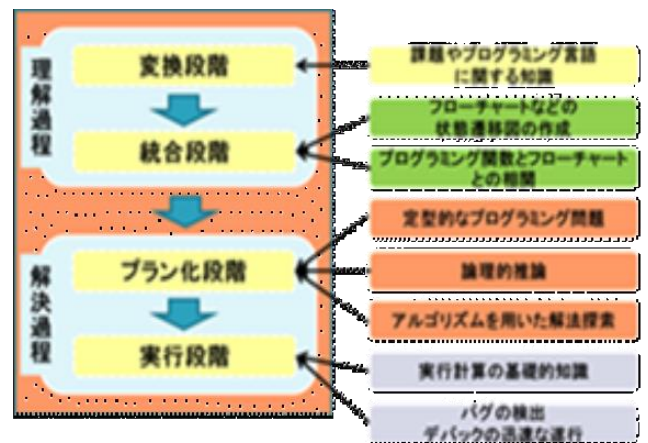 理解過程
変換段階
統合段階
解決過程
プラン化段階
実行段階
課題やプログラミング言語
に関する知識
フローチャートなどの
状態遷移図の作成
プログラミング関数とフローチャート
との相関
定型的なプログラミング問題
論理的推論
アルゴリズムを用いた解法探索
実行計算の基礎的知識
バグの検出
デバックの迅速な遂行